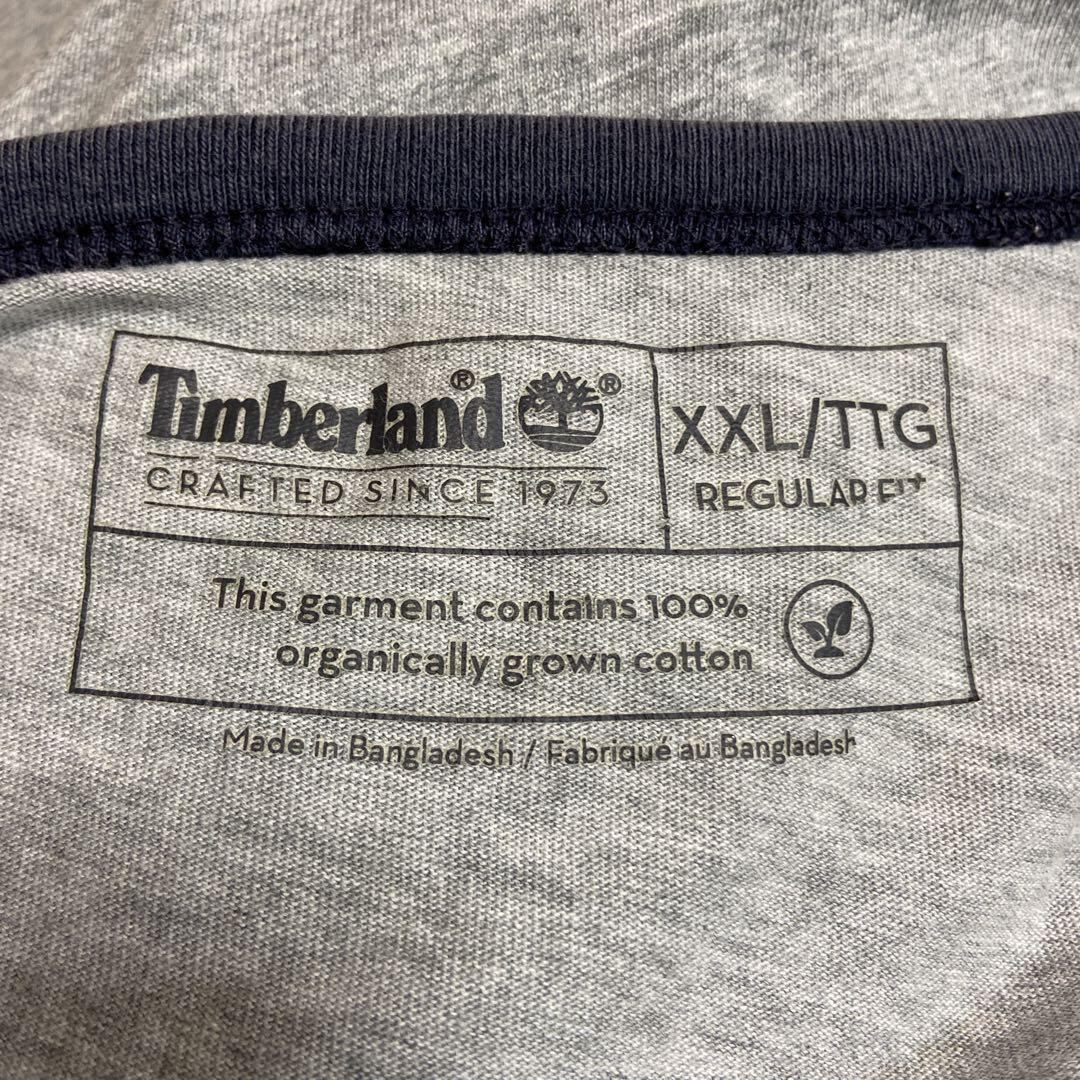 Timberland®
®
CRAFTED SINCE 1973
XXL/TTG
REGULAR FIT
This garment contains 100%
organically grown cotton
Made in Bangladesh / Fabriqué au Bangladesh